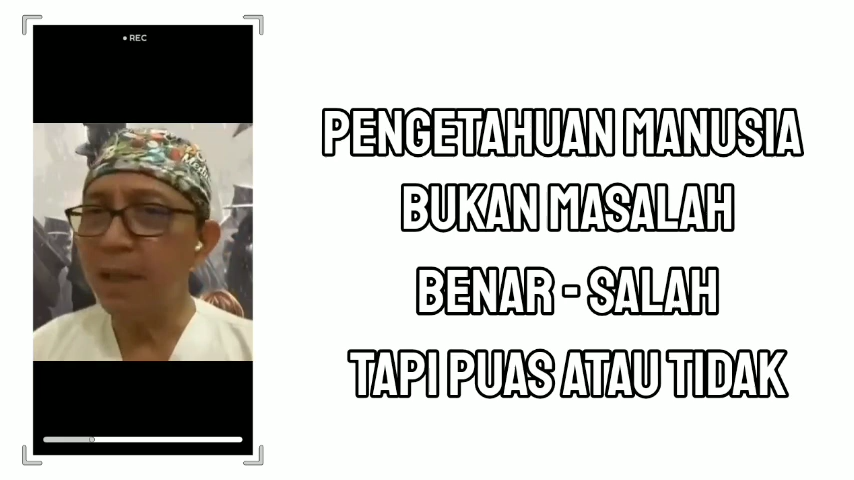 REC
PENGETAHUAN MANUSIA
BUKAN MASALAH
BENAR - SALAH
TAPI PUAS ATAU TIDAK